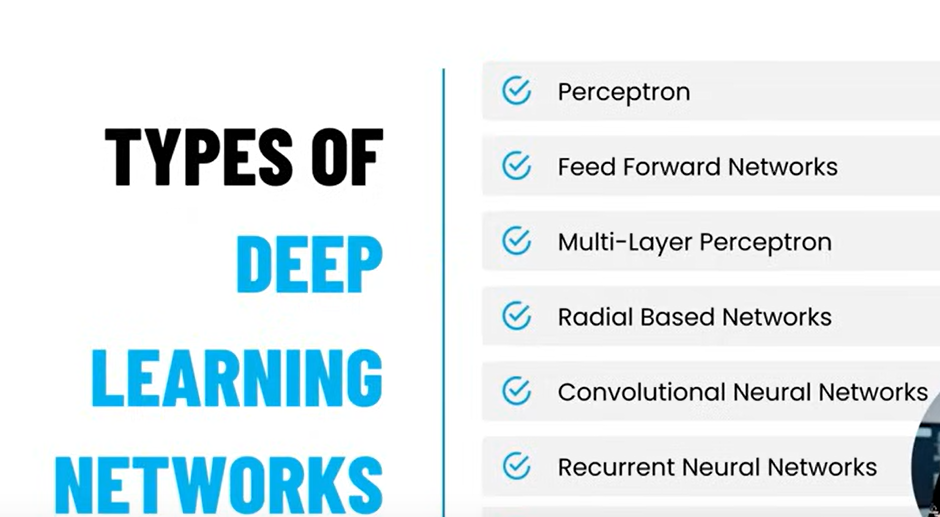 TYPES OF
DEEP
LEARNING
NETWORKS
Perceptron
Feed Forward Networks
Multi-Layer Perceptron
Radial Based Networks
Convolutional Neural Networks
Recurrent Neural Networks